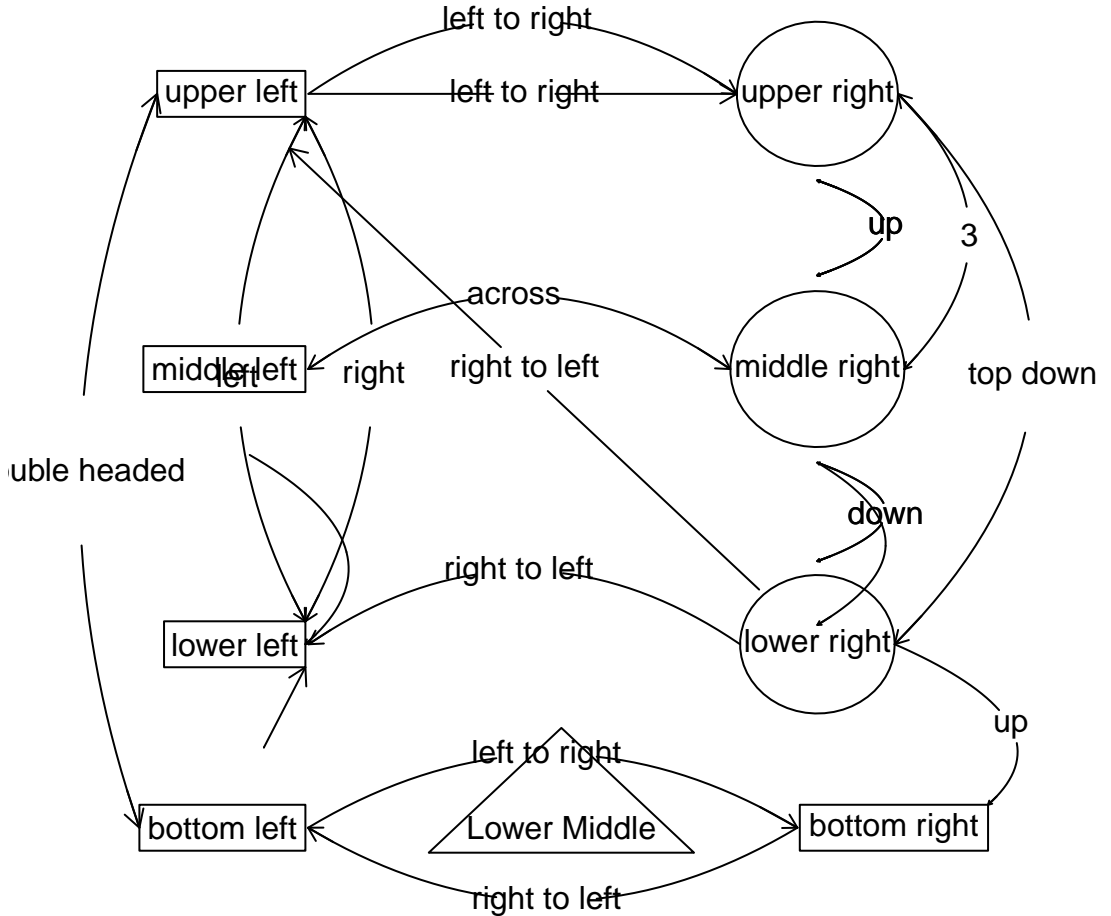 left to right
upper left
left to right
upper right
up
3
across
middle left
left
right
right to left
middle right
top down
uble headed
down
right to left
lower left
lower right
up
left to right
bottom left
Lower Middle
bottom right
right to left